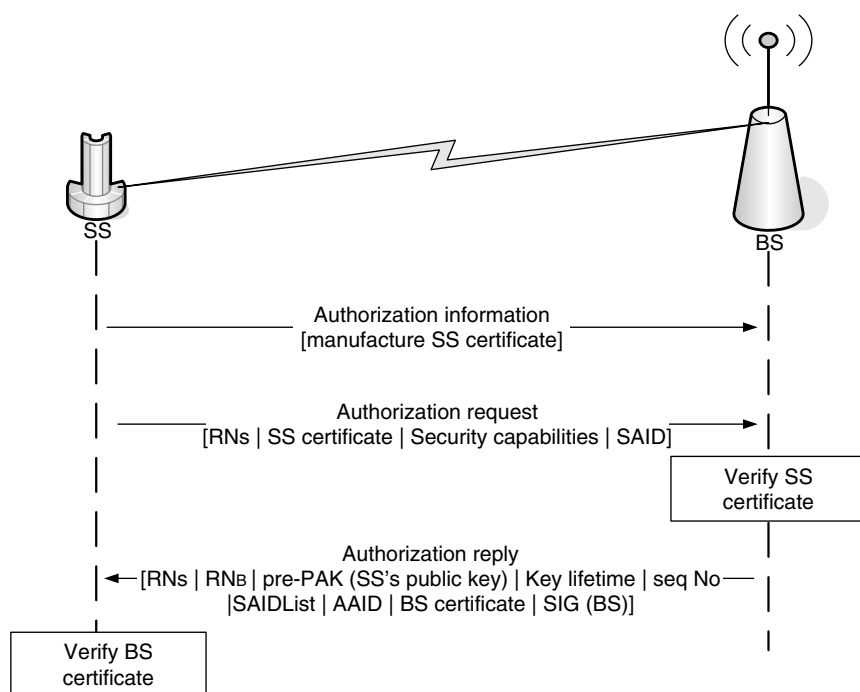 SS
BS
Authorization information
[manufacture SS certificate]
Authorization request
[RNs | SS certificate | Security capabilities | SAID]
Verify SS
certificate
Authorization reply
[RNs | RNB | pre-PAK (SS's public key) | Key lifetime | seq No
|SAIDList | AAID | BS certificate | SIG (BS)]
Verify BS
certificate